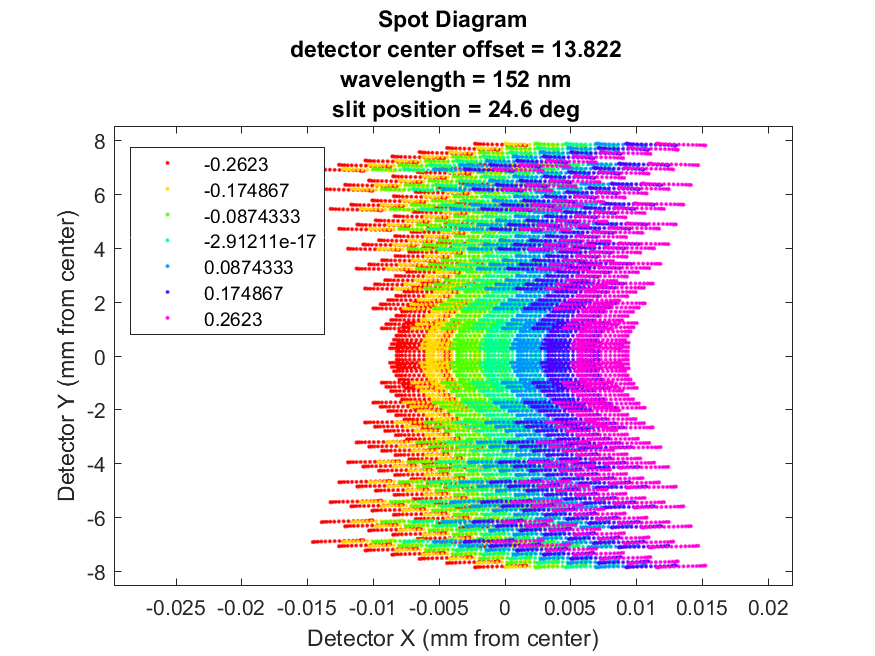 Spot Diagram
detector center offset = 13.822
wavelength = 152 nm
slit position = 24.6 deg
8
6
4
2
0
-2
-4
-6
-8
Detector Y (mm from center)
-0.2623
-0.174867
-0.0874333
-2.91211e-17
0.0874333
0.174867
0.2623
-0.025 -0.02 -0.015 -0.01 -0.005 0 0.005 0.01 0.015 0.02
Detector X (mm from center)